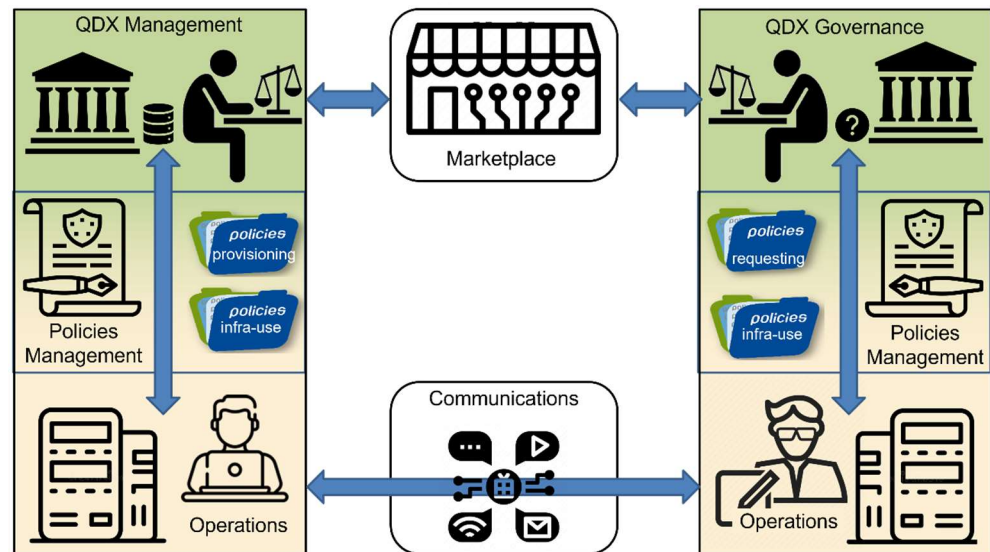 QDX Management
QDX Governance
Marketplace
?
policies
provisioning
policies
infra-use
Policies
Management
policies
requesting
policies
infra-use
Policies
Management
Communications
Operations
Operations